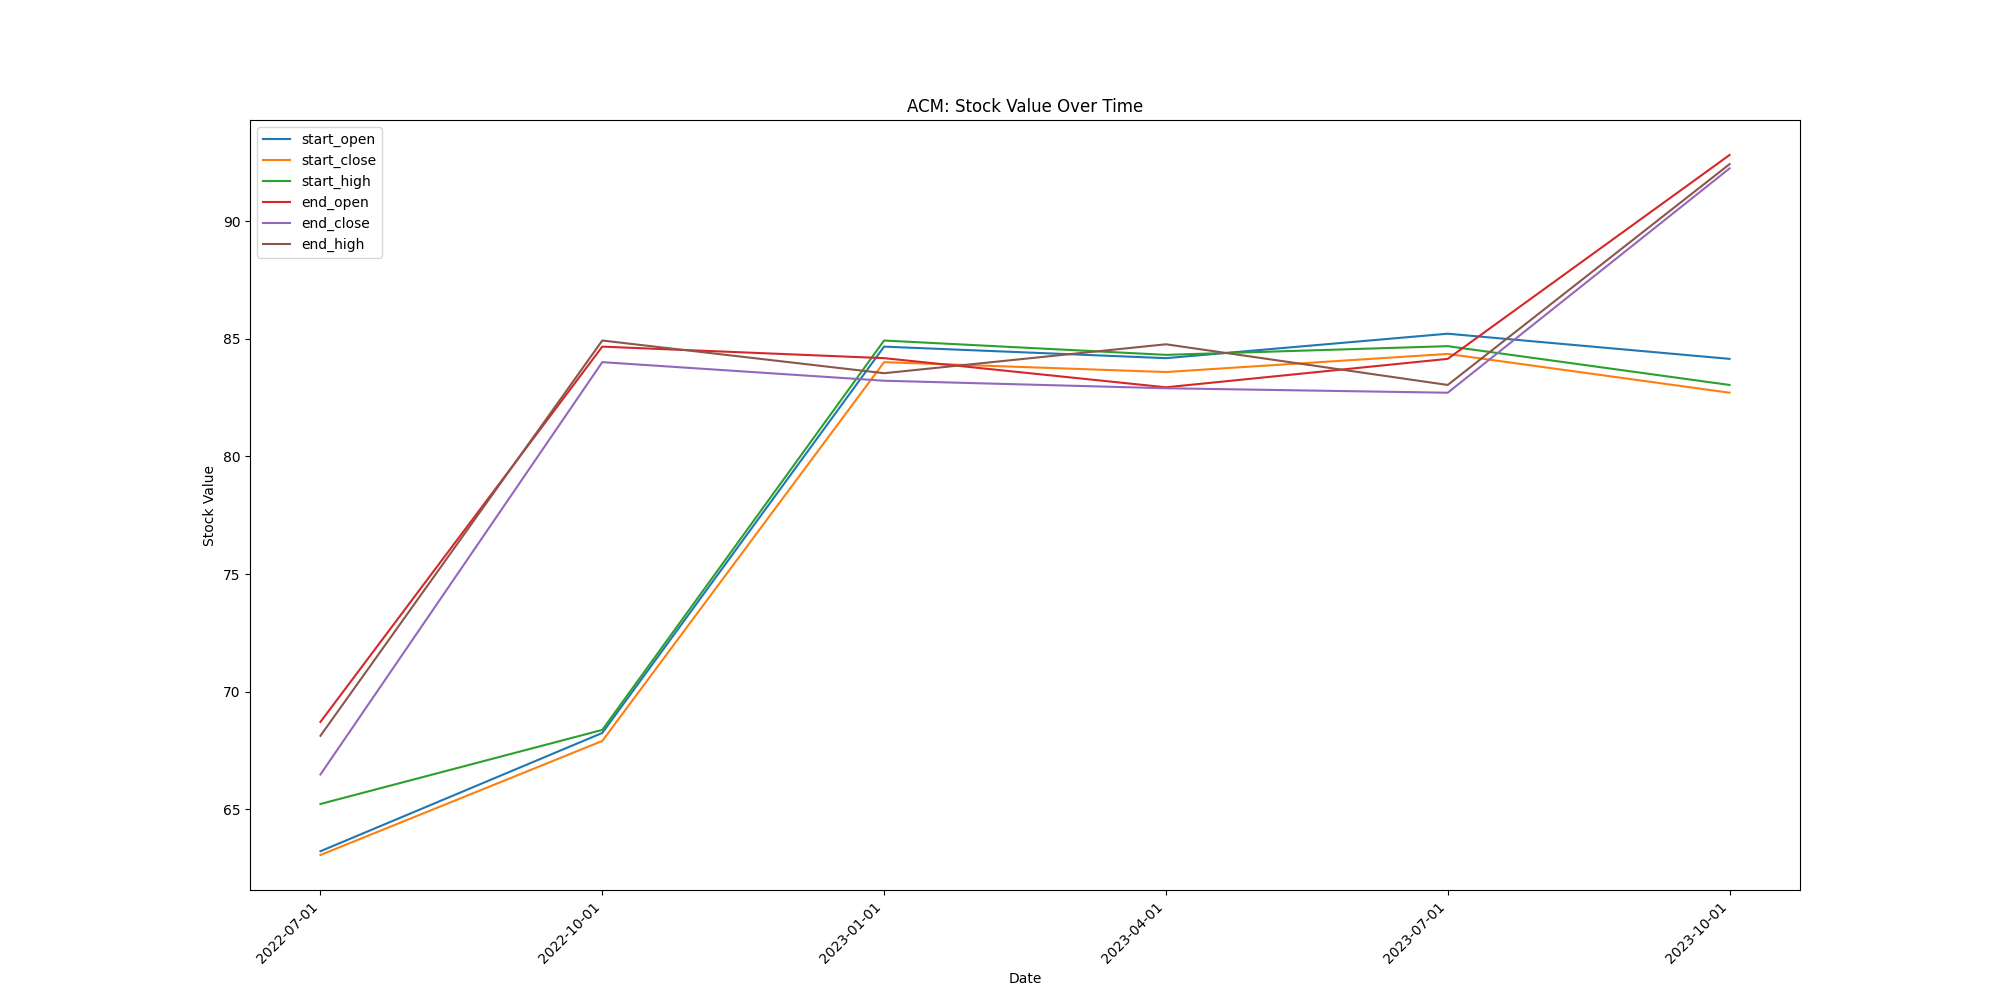 ACM: Stock Value Over Time
start_open
start_close
start_high
end_open
end_close
end_high
90
85
80
75
70
65
Stock Value
2022-07-01
2022-10-01
2023-01-01
2023-04-01
2023-07-01
2023-10-01
Date